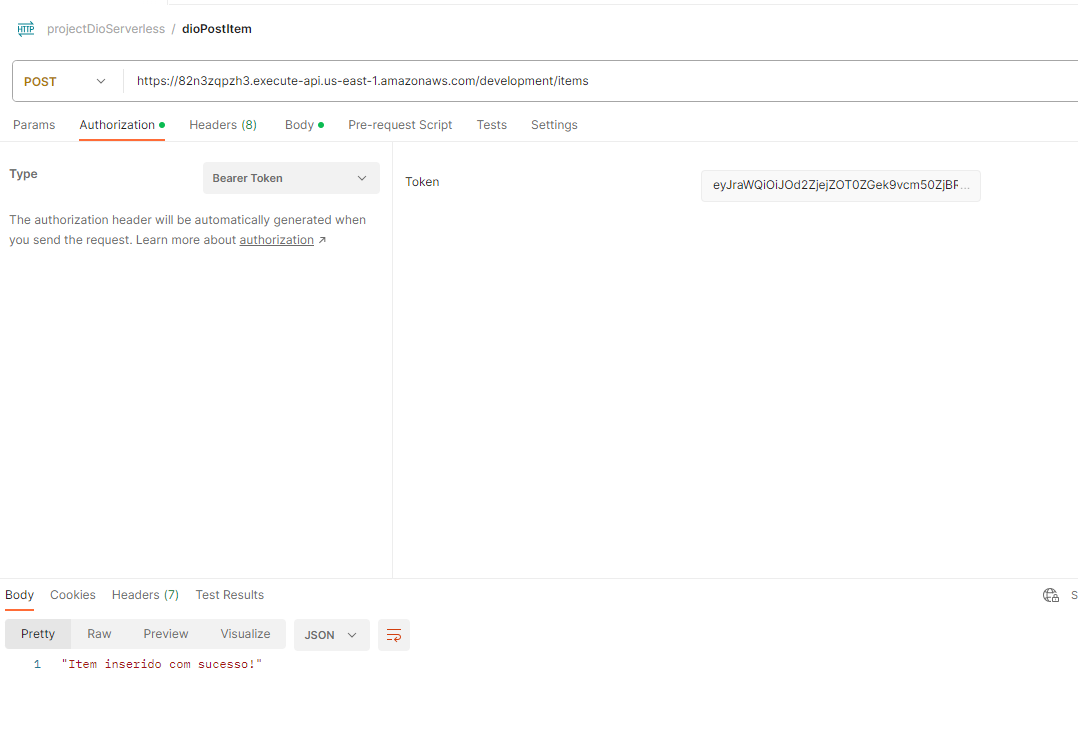 HTTP projectDioServerless / dioPostItem
POST https://82n3zqpzh3.execute-api.us-east-1.amazonaws.com/development/items
Params Authorization Headers (8) Body Pre-request Script Tests Settings
Type Bearer Token
The authorization header will be automatically generated when
you send the request. Learn more about authorization ↗
Token eyJraWQiOiJOd2ZjejZOT0ZGek9vcm50ZjBF...
Body Cookies Headers (7) Test Results S
Pretty Raw Preview Visualize JSON
1 "Item inserido com sucesso!"